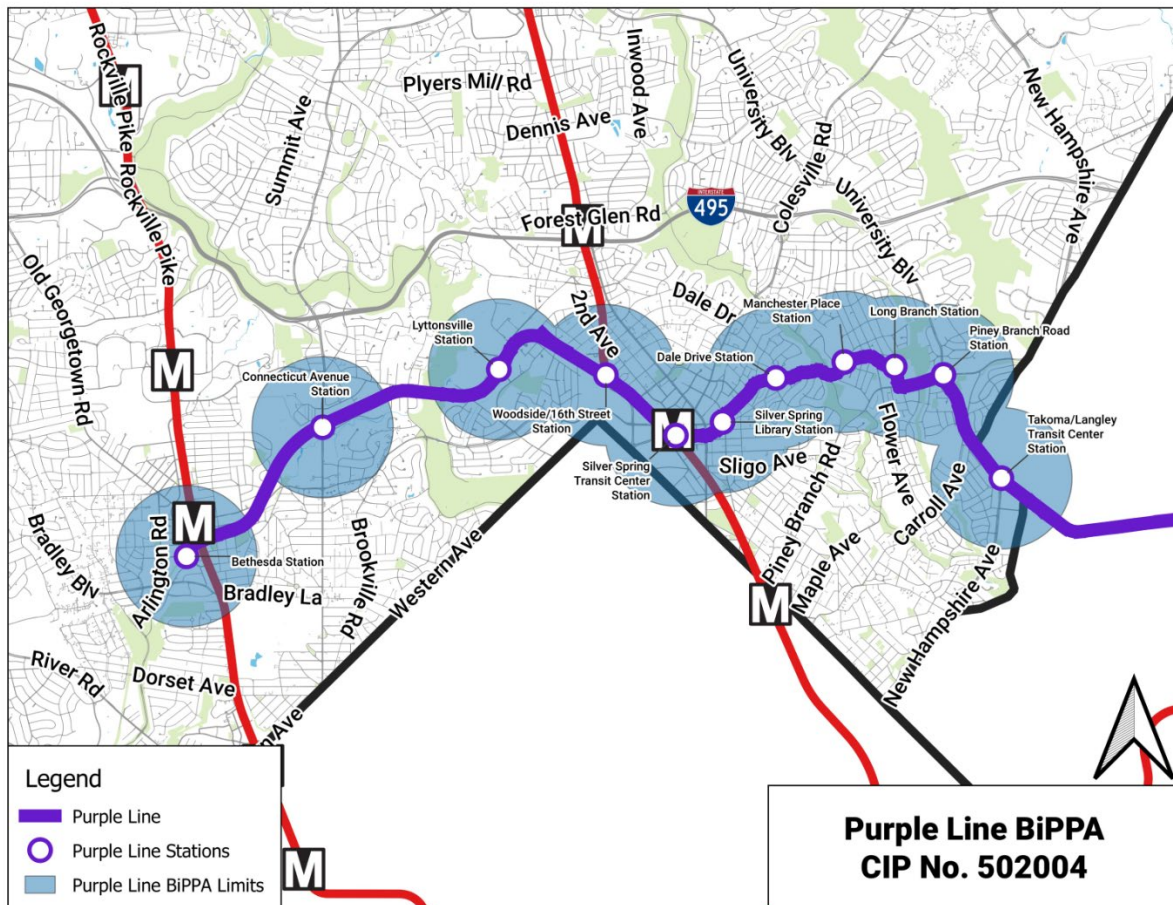 Rockville Pike
Rockville Pike
M
Summit Ave
Plyers Mill Rd
Dennis Ave
Inwood Ave
University Blv
New Hampshire Ave
Colesville Rd
University Blv
INTERSTATE
495
Forest Glen Rd
M
Old Georgetown Rd
M
2nd Ave
Dale Dr
Manchester Place
Station
Long Branch Station
Piney Branch Road
Station
Lyttonsville
Station
Dale Drive Station
Connecticut Avenue
Station
Woodside/16th Street
Station
M
Silver Spring
Library Station
Silver Spring
Transit Center
Station
Sligo Ave
Flower Ave
Takoma/Langley
Transit Center
Station
Piney Branch Rd
Carroll Ave
Maple Ave
M
New Hampshire Ave
M
Bradley Blv
Arlington Rd
Bethesda Station
Bradley La
Brookville Rd
Western Ave
River Rd
Dorset Ave
n Ave
M
Legend
Purple Line
Purple Line Stations
Purple Line BiPPA Limits
Purple Line BiPPA
CIP No. 502004